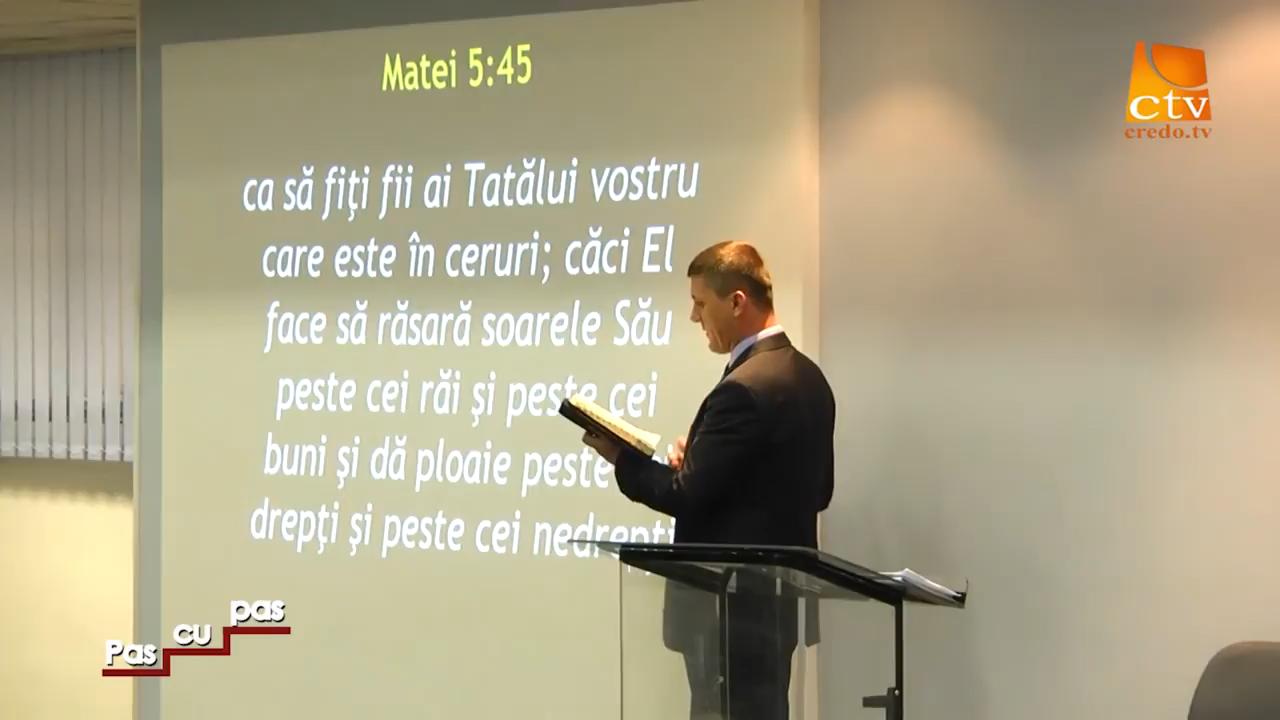 Matei 5:45
ca să fiţi fii ai Tatălui vostru
care este în ceruri; căci El
face să răsară soarele Său
peste cei răi şi peste cei
buni şi dă ploaie peste
drepţi şi peste cei nedrepţi
ctv
credo.tv
Pas cu pas